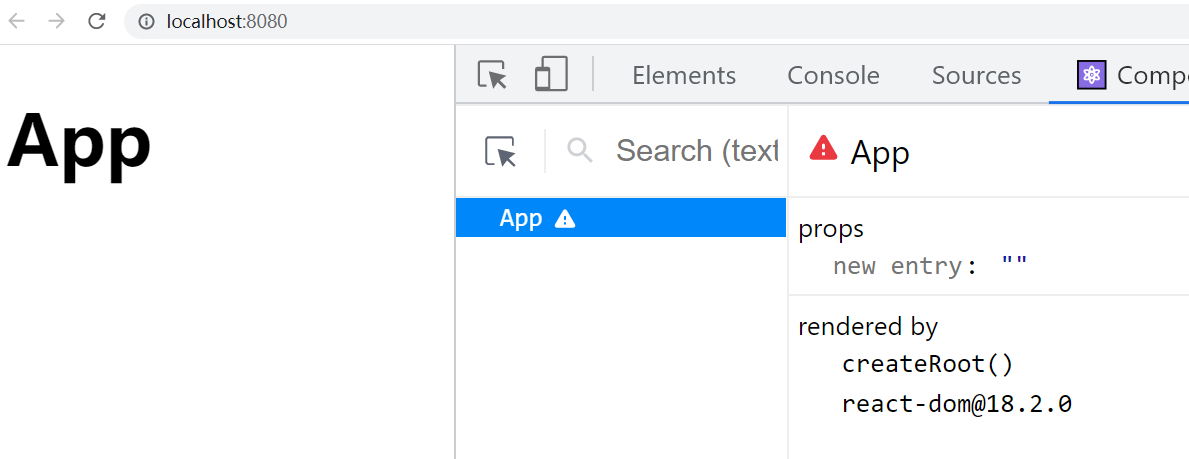 localhost:8080
App
Elements Console Sources Compo
Search (text
App
App
props
new entry: ""
rendered by
createRoot()
react-dom@18.2.0